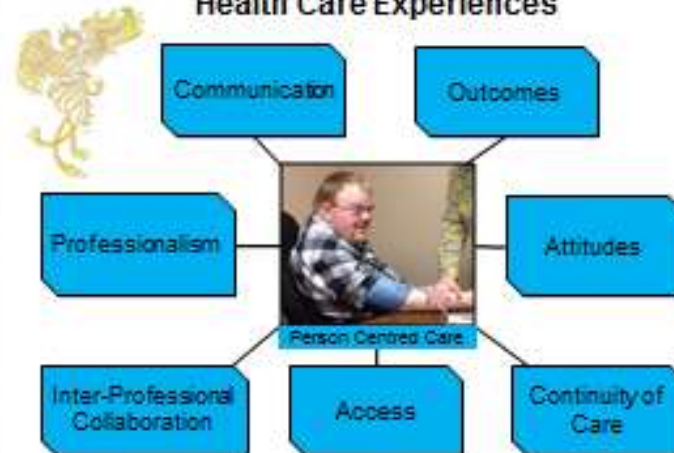 Health Care Experiences
Communication
Outcomes
Professionalism
Attitudes
Person Centred Care
Inter-Professional
Collaboration
Access
Continuity of
Care